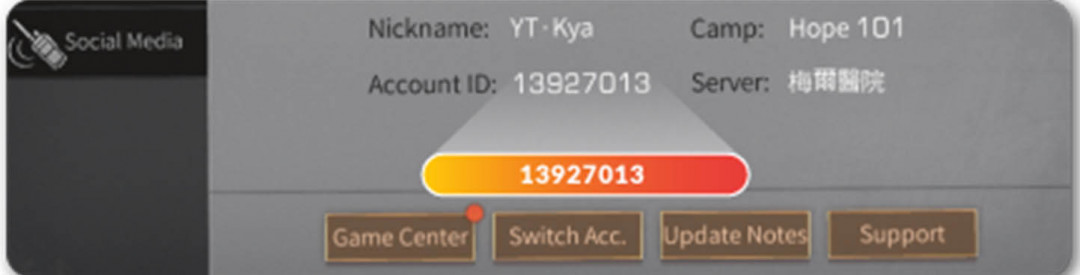 Social Media
Nickname: YT·Kya Camp: Hope 101
Account ID: 13927013 Server: 梅爾醫院
13927013
Game Center Switch Acc. Update Notes Support